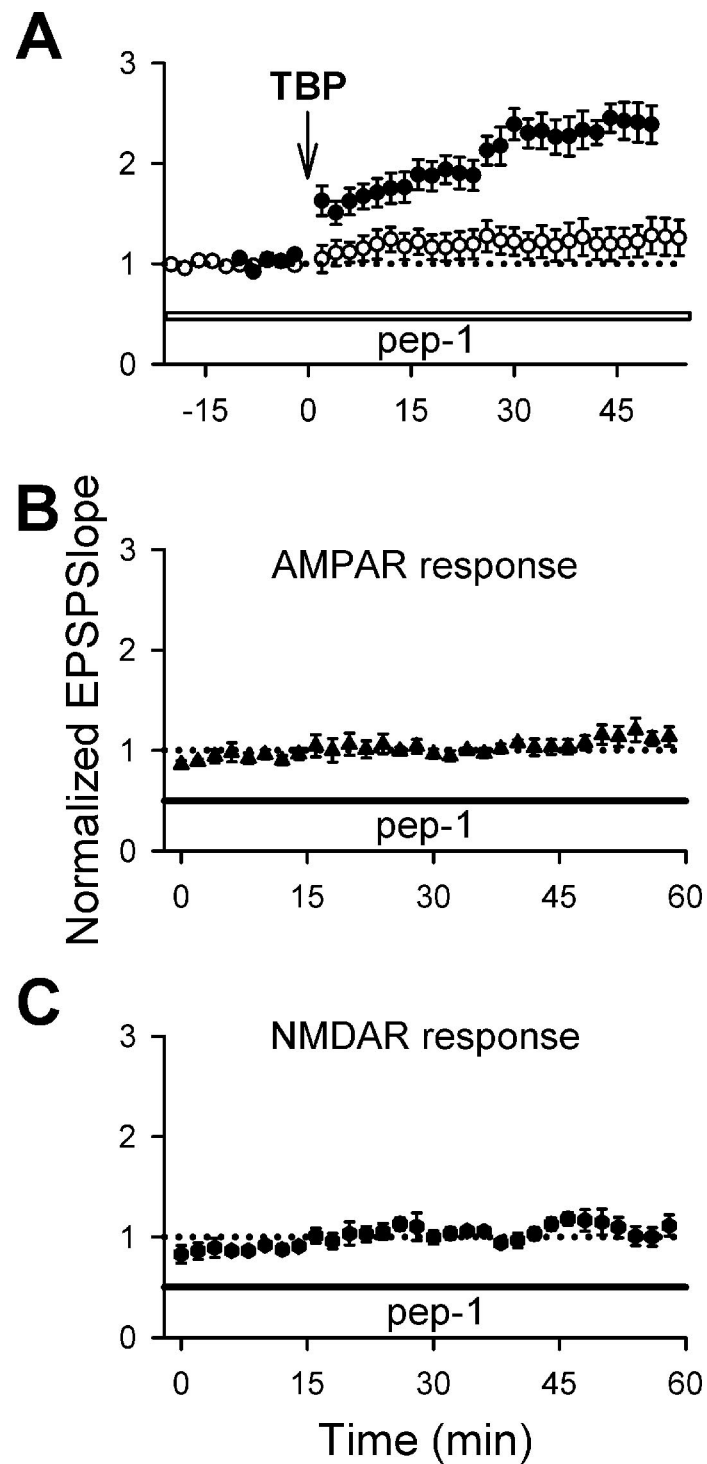 A
3
TBP
2
1
pep-1
0
-15 0 15 30 45
B
Normalized EPSPSlope
3
AMPAR response
2
1
pep-1
0
0 15 30 45 60
C
3
NMDAR response
2
1
pep-1
0
0 15 30 45 60
Time (min)